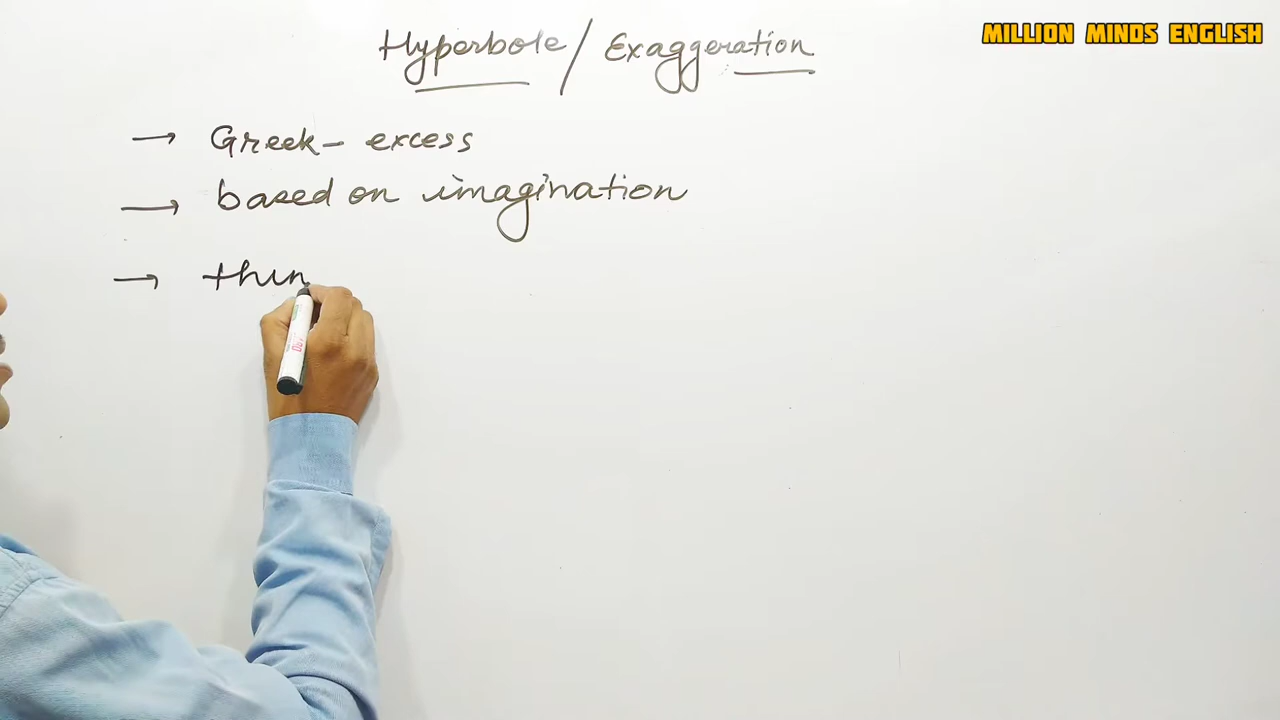 MILLION MINDS ENGLISH
Hyperbole / Exaggeration
→ Greek - excess
→ based on imagination
→ thin